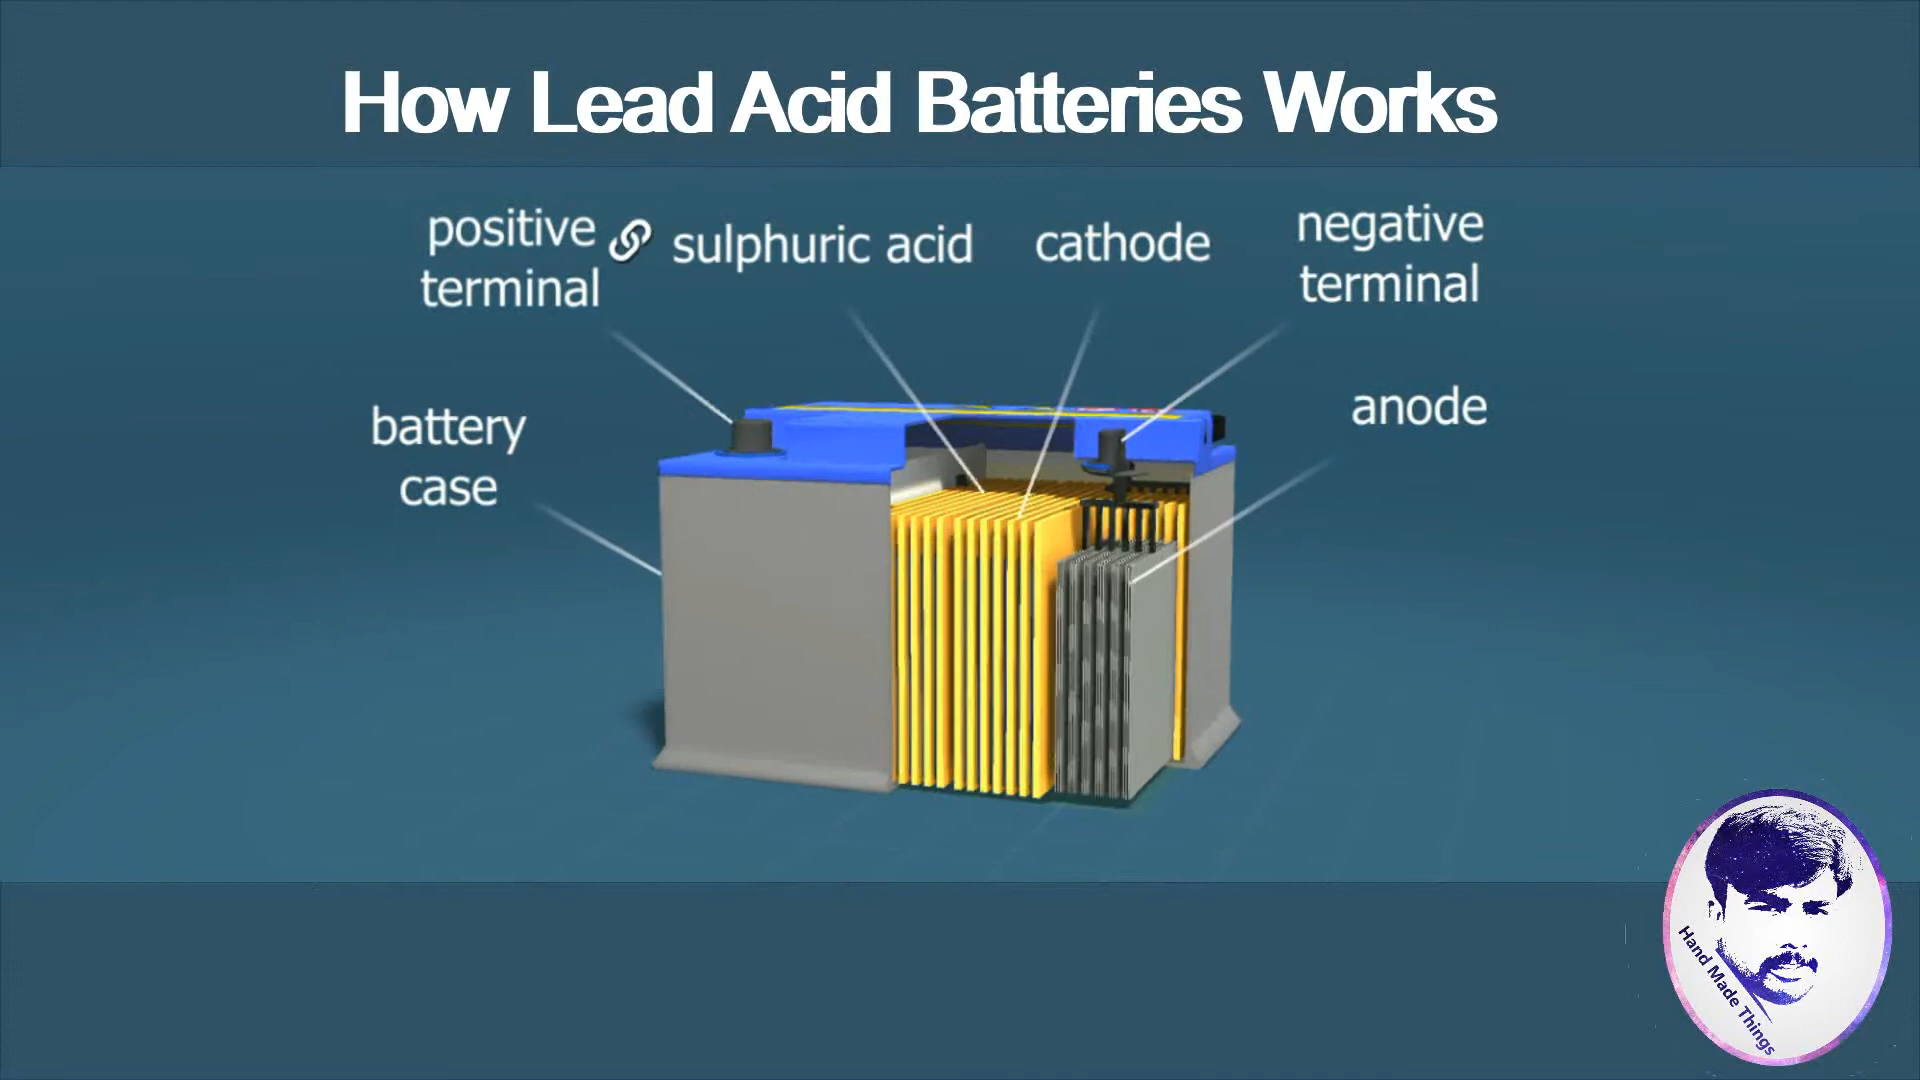 How Lead Acid Batteries Works
positive
terminal
sulphuric acid
cathode
negative
terminal
battery
case
anode
Hand Made Things